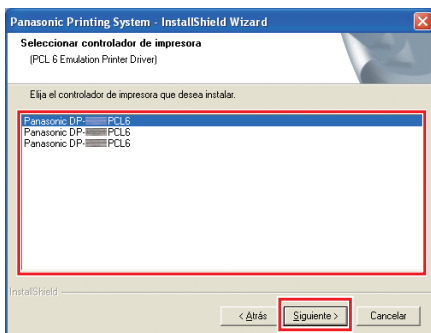 Panasonic Printing System - InstallShield Wizard
Seleccionar controlador de impresora
(PCL 6 Emulation Printer Driver)
Elija el controlador de impresora que desea instalar.
Panasonic DP- PCL6
Panasonic DP- PCL6
Panasonic DP- PCL6
InstallShield
< Atrás Siguiente > Cancelar